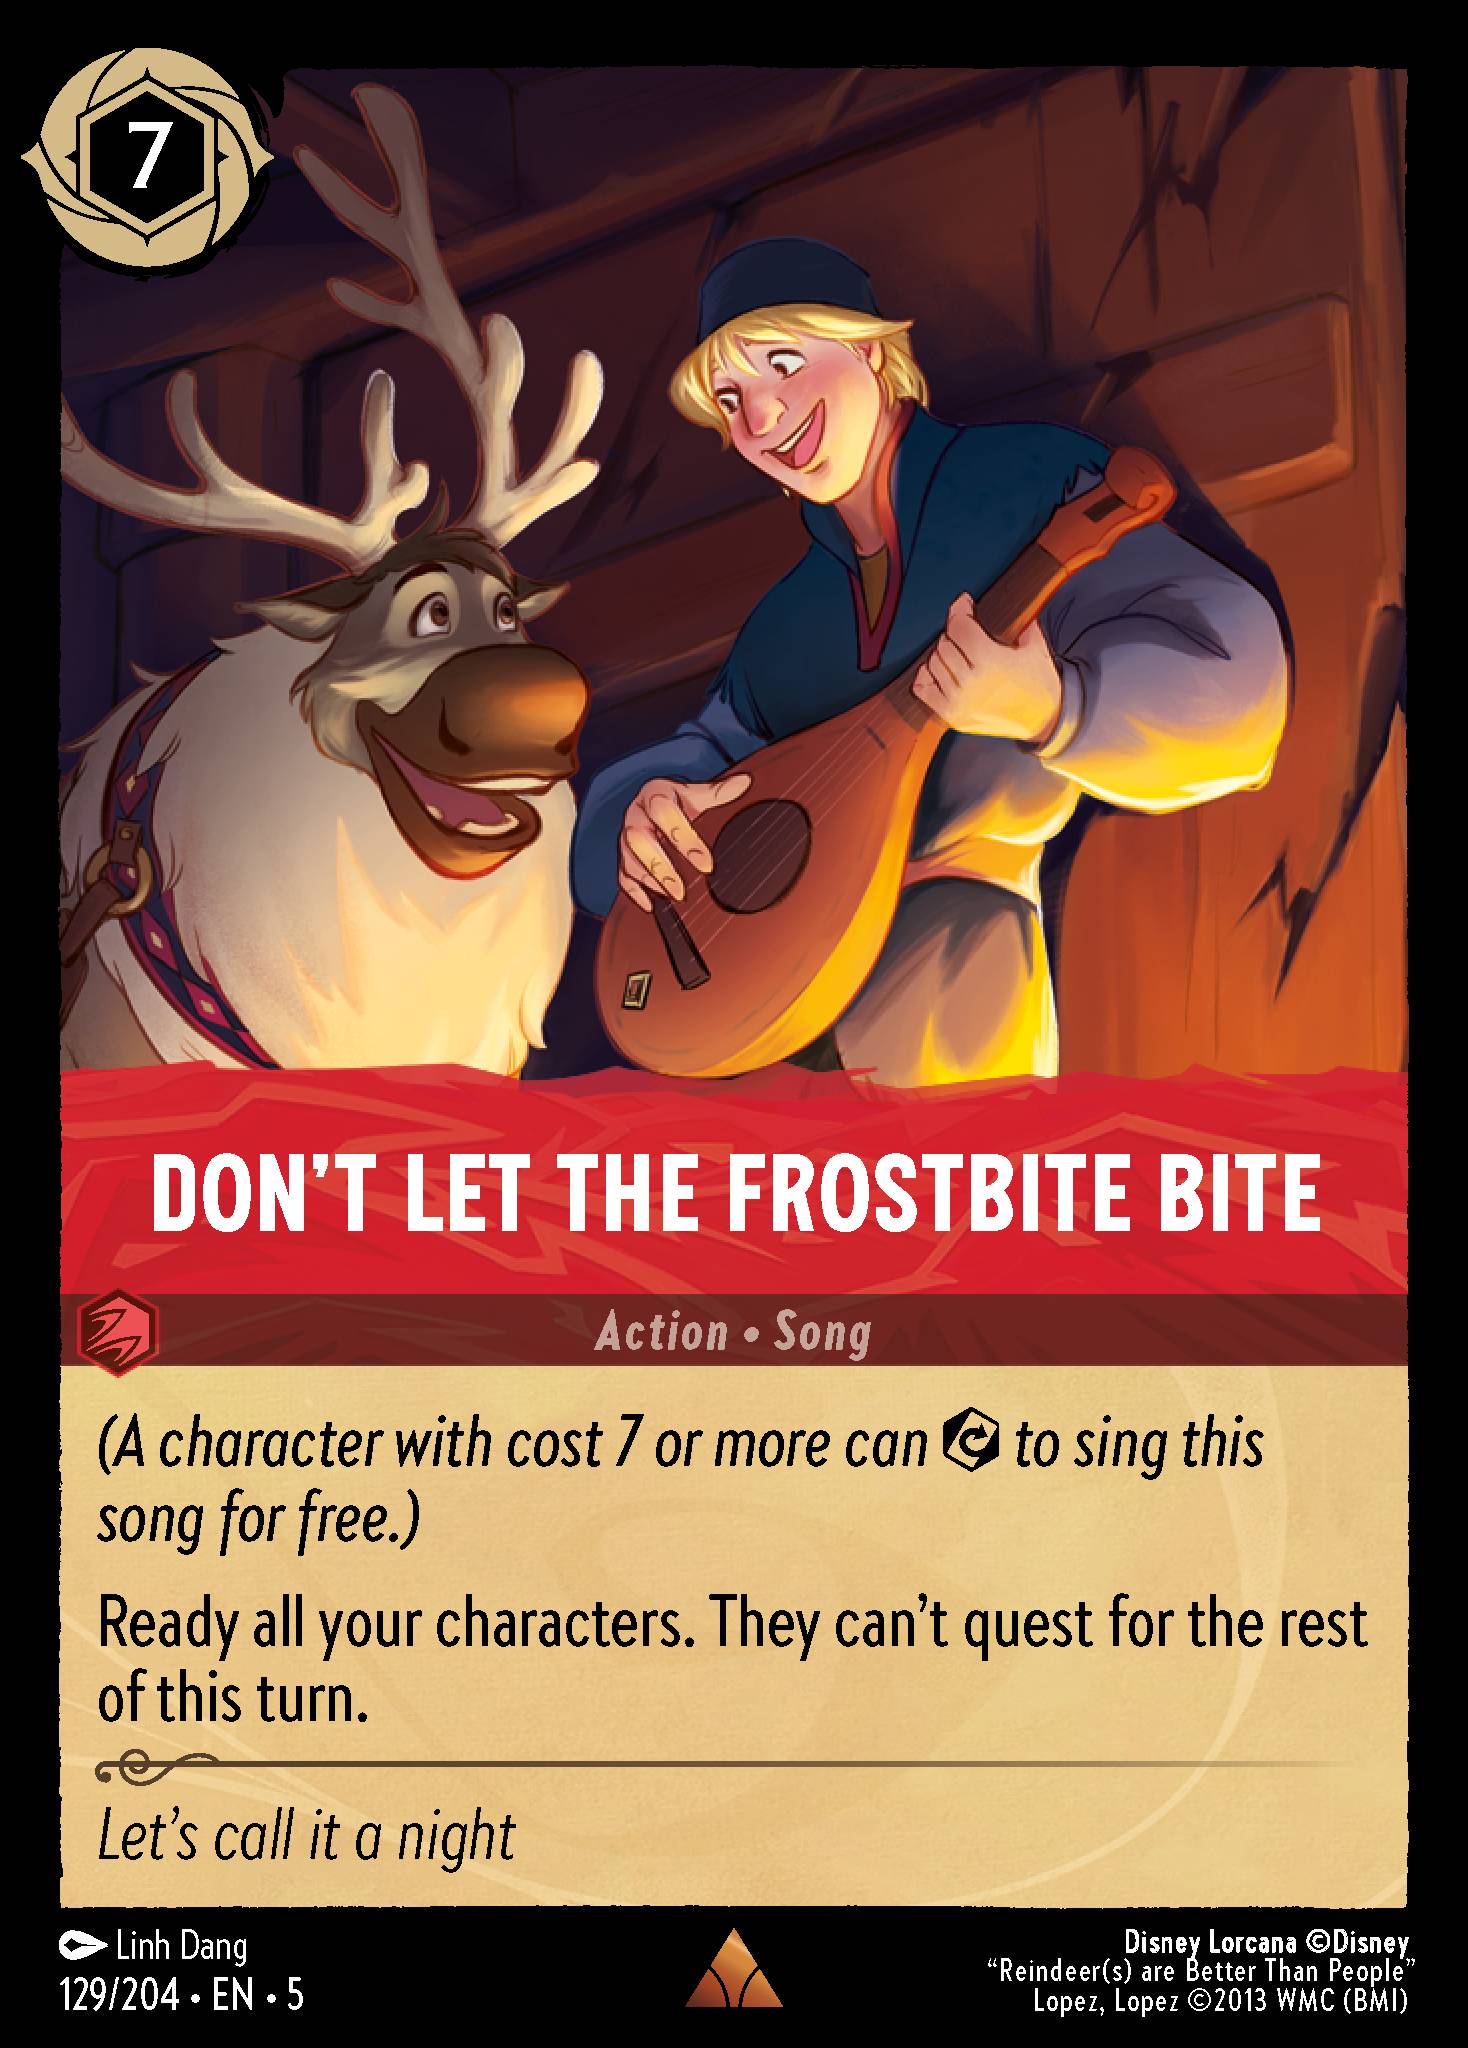 7
DON'T LET THE FROSTBITE BITE
Action • Song
(A character with cost 7 or more can to sing this
song for free.)
Ready all your characters. They can't quest for the rest
of this turn.
Let's call it a night
Linh Dang
129/204 • EN • 5
Disney Lorcana ©Disney
“Reindeer(s) are Better Than People”
Lopez, Lopez ©2013 WMC (BMI)